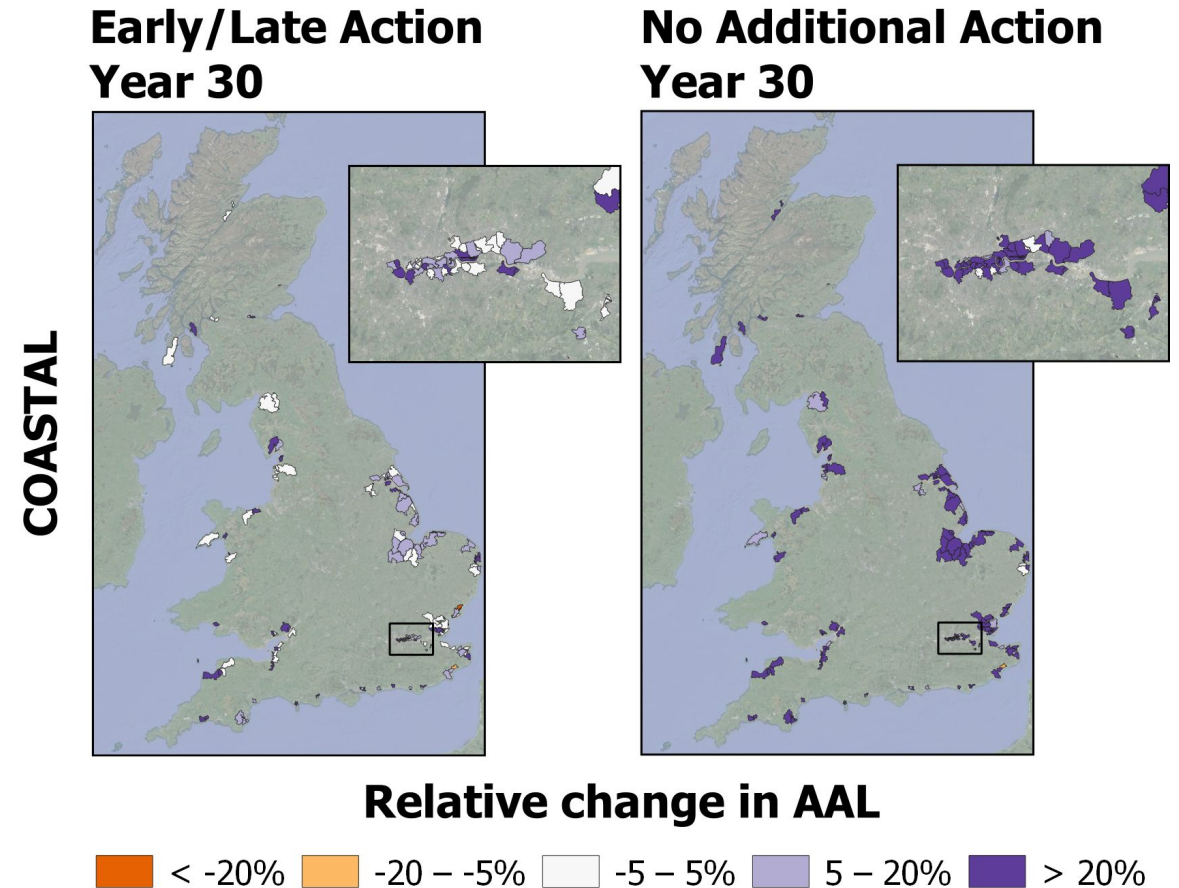 Early/Late Action
Year 30
No Additional Action
Year 30
COASTAL
Relative change in AAL
< -20%
-20 – -5%
-5 – 5%
5 – 20%
> 20%